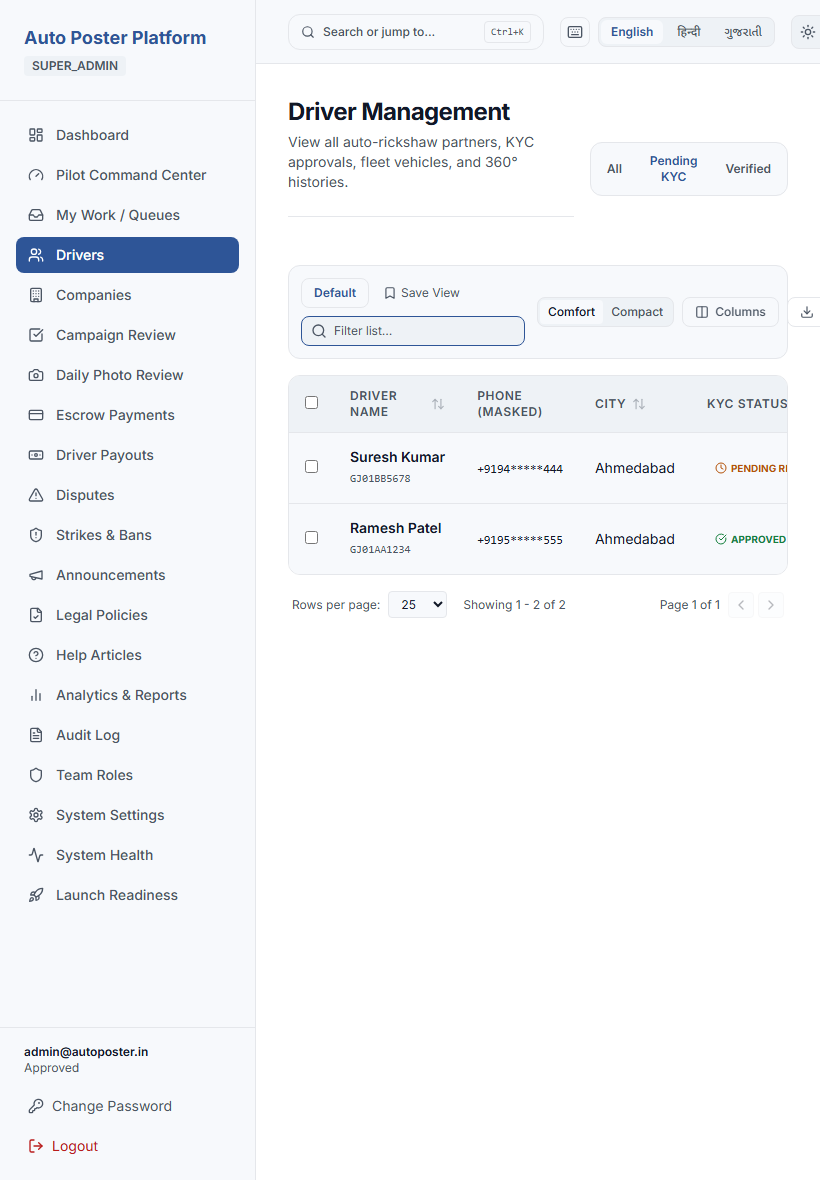 Auto Poster Platform
SUPER_ADMIN
Dashboard
Pilot Command Center
My Work / Queues
Drivers
Companies
Campaign Review
Daily Photo Review
Escrow Payments
Driver Payouts
Disputes
Strikes & Bans
Announcements
Legal Policies
Help Articles
Analytics & Reports
Audit Log
Team Roles
System Settings
System Health
Launch Readiness
admin@autoposter.in
Approved
Change Password
Logout
Search or jump to... Ctrl+K English हिन्दी ગુજરાતી
Driver Management
View all auto-rickshaw partners, KYC
approvals, fleet vehicles, and 360°
histories.
All Pending KYC Verified
Default Save View
Filter list...
Comfort Compact Columns
DRIVER NAME PHONE (MASKED) CITY KYC STATUS
Suresh Kumar +9194*****444 Ahmedabad PENDING
GJ01BB5678
Ramesh Patel +9195*****555 Ahmedabad APPROVED
GJ01AA1234
Rows per page: 25 Showing 1 - 2 of 2 Page 1 of 1